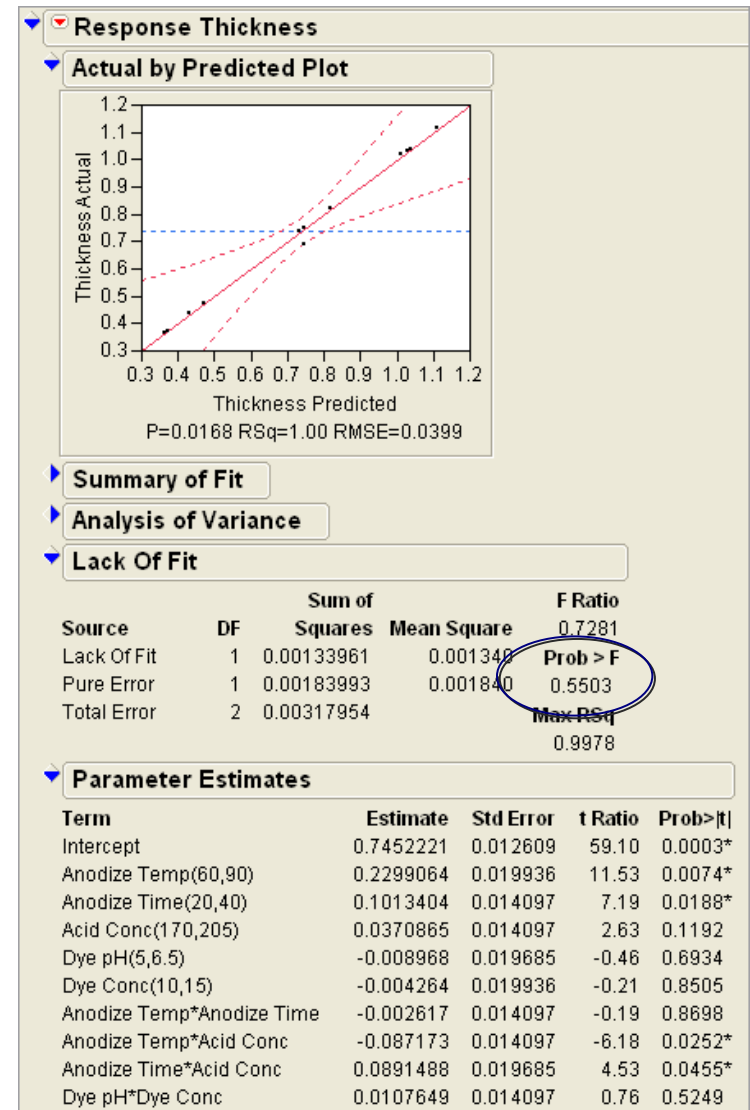 Response Thickness
Actual by Predicted Plot
1.2
1.1
1.0
0.9
0.8
0.7
0.6
0.5
0.4
0.3
Thickness Actual
0.3 0.4 0.5 0.6 0.7 0.8 0.9 1.0 1.1 1.2
Thickness Predicted
P=0.0168 RSq=1.00 RMSE=0.0399
Summary of Fit
Analysis of Variance
Lack Of Fit
Sum of F Ratio
Source DF Squares Mean Square 0.7281
Lack Of Fit 1 0.00133961 0.001340 Prob > F
Pure Error 1 0.00183993 0.001840 0.5503
Total Error 2 0.00317954 Max RSq
0.9978
Parameter Estimates
Term Estimate Std Error t Ratio Prob>|t|
Intercept 0.7452221 0.012609 59.10 0.0003*
Anodize Temp(60,90) 0.2299064 0.019936 11.53 0.0074*
Anodize Time(20,40) 0.1013404 0.014097 7.19 0.0188*
Acid Conc(170,205) 0.0370865 0.014097 2.63 0.1192
Dye pH(5,6.5) -0.008968 0.019685 -0.46 0.6934
Dye Conc(10,15) -0.004264 0.019936 -0.21 0.8505
Anodize Temp*Anodize Time -0.002617 0.014097 -0.19 0.8698
Anodize Temp*Acid Conc -0.087173 0.014097 -6.18 0.0252*
Anodize Time*Acid Conc 0.0891488 0.019685 4.53 0.0455*
Dye pH*Dye Conc 0.0107649 0.014097 0.76 0.5249